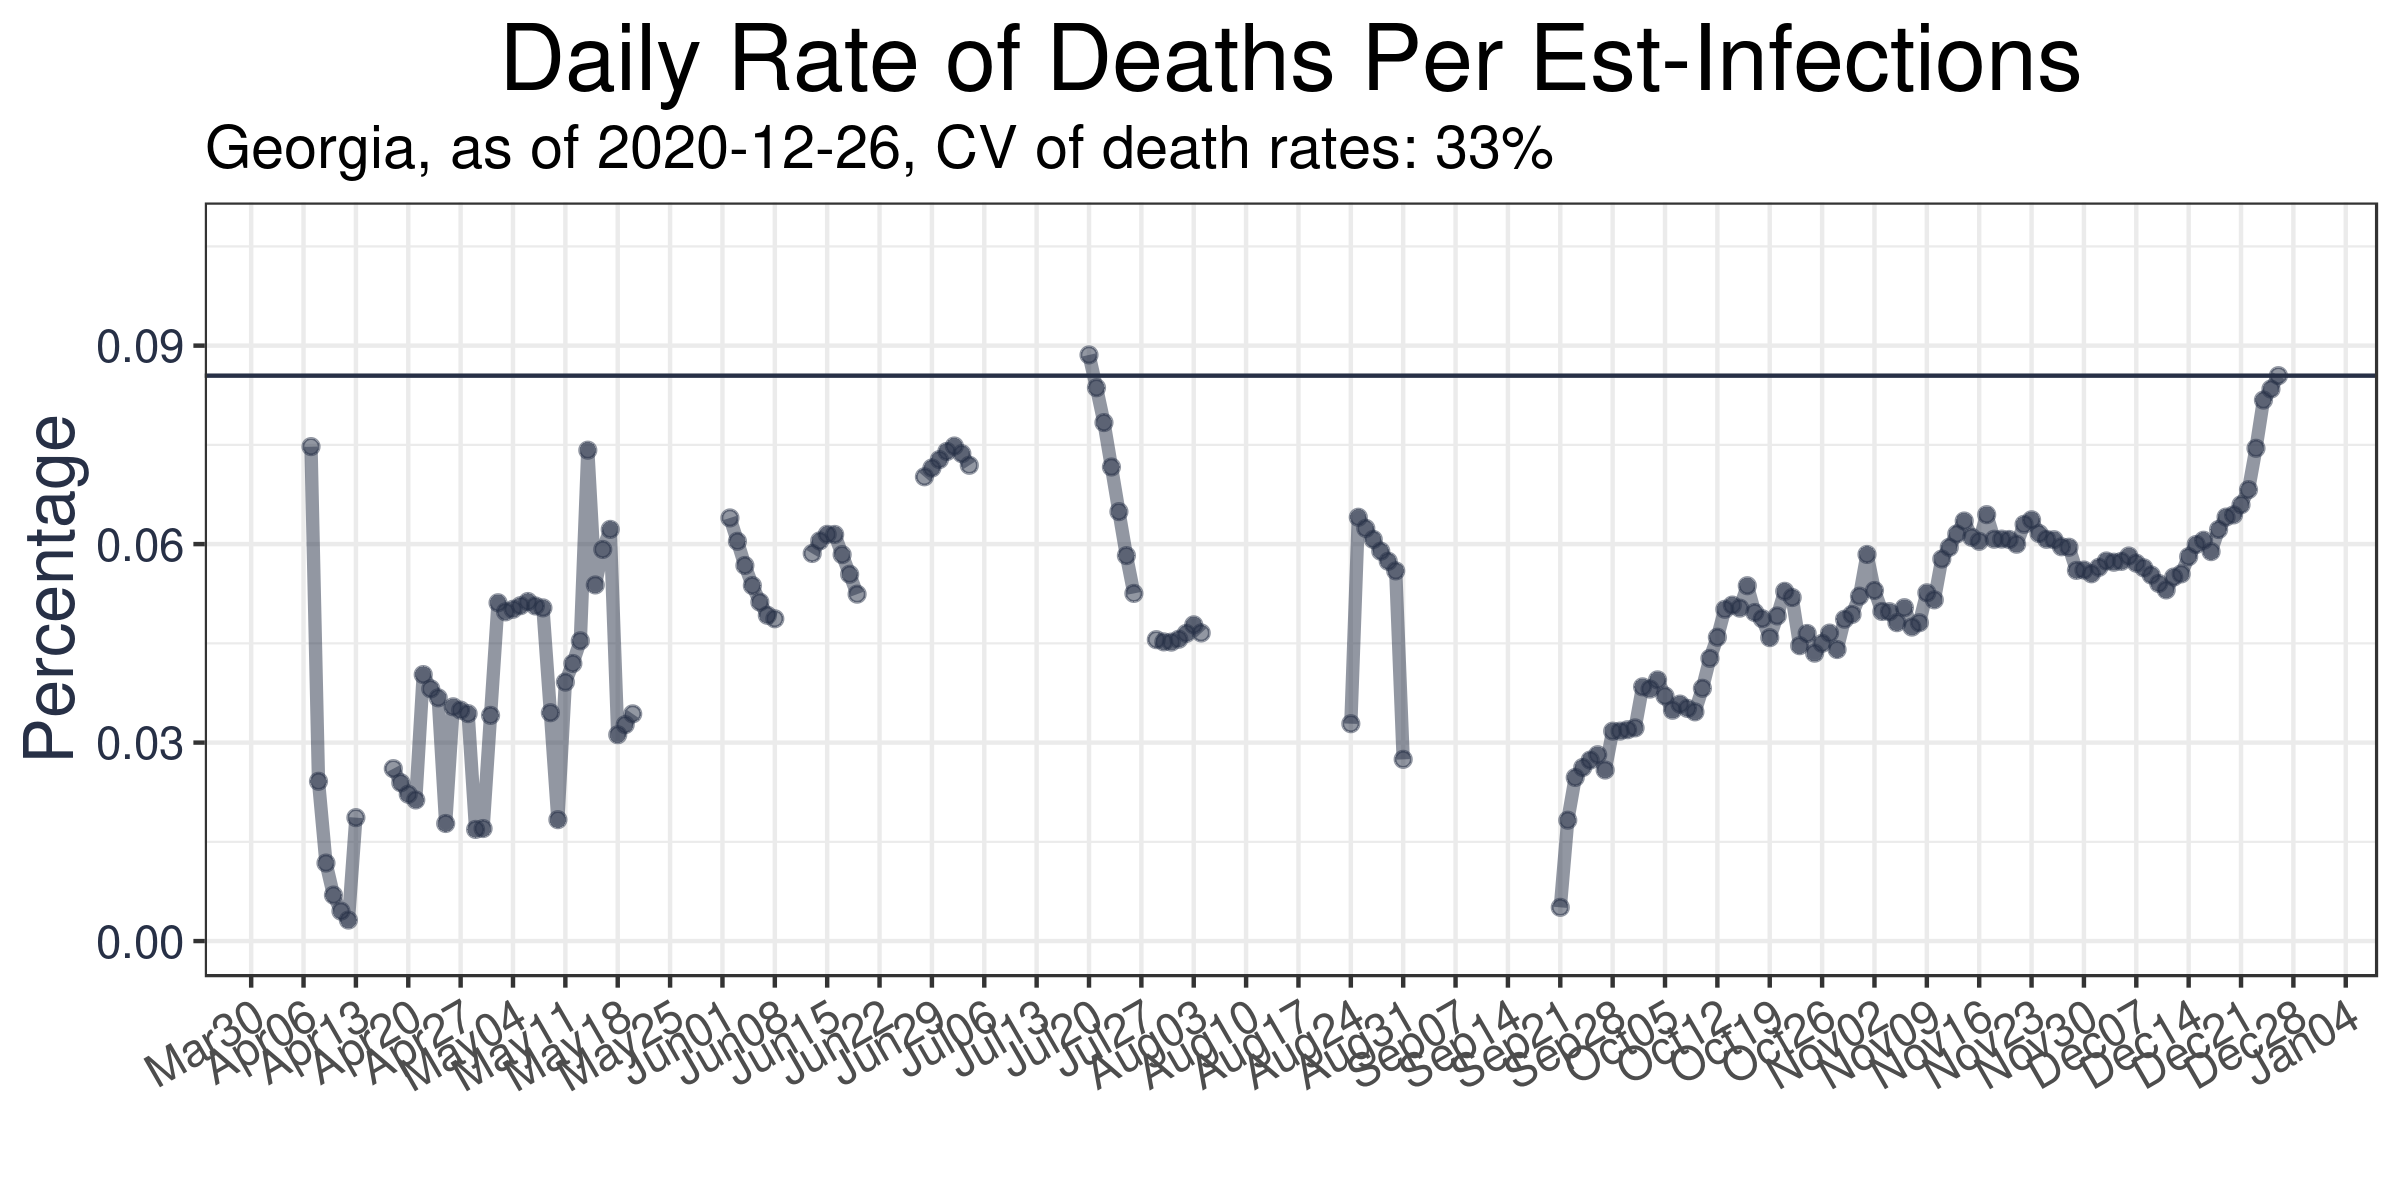 Daily Rate of Deaths Per Est-Infections
Georgia, as of 2020-12-26, CV of death rates: 33%
Percentage
0.09
0.06
0.03
0.00
Mar30
Apr06
Apr13
Apr20
Apr27
May04
May11
May18
May25
Jun01
Jun08
Jun15
Jun22
Jun29
Jul06
Jul13
Jul20
Jul27
Aug03
Aug10
Aug17
Aug24
Aug31
Sep07
Sep14
Sep21
Sep28
Oct05
Oct12
Oct19
Oct26
Nov02
Nov09
Nov16
Nov23
Nov30
Dec07
Dec14
Dec21
Dec28
Jan04